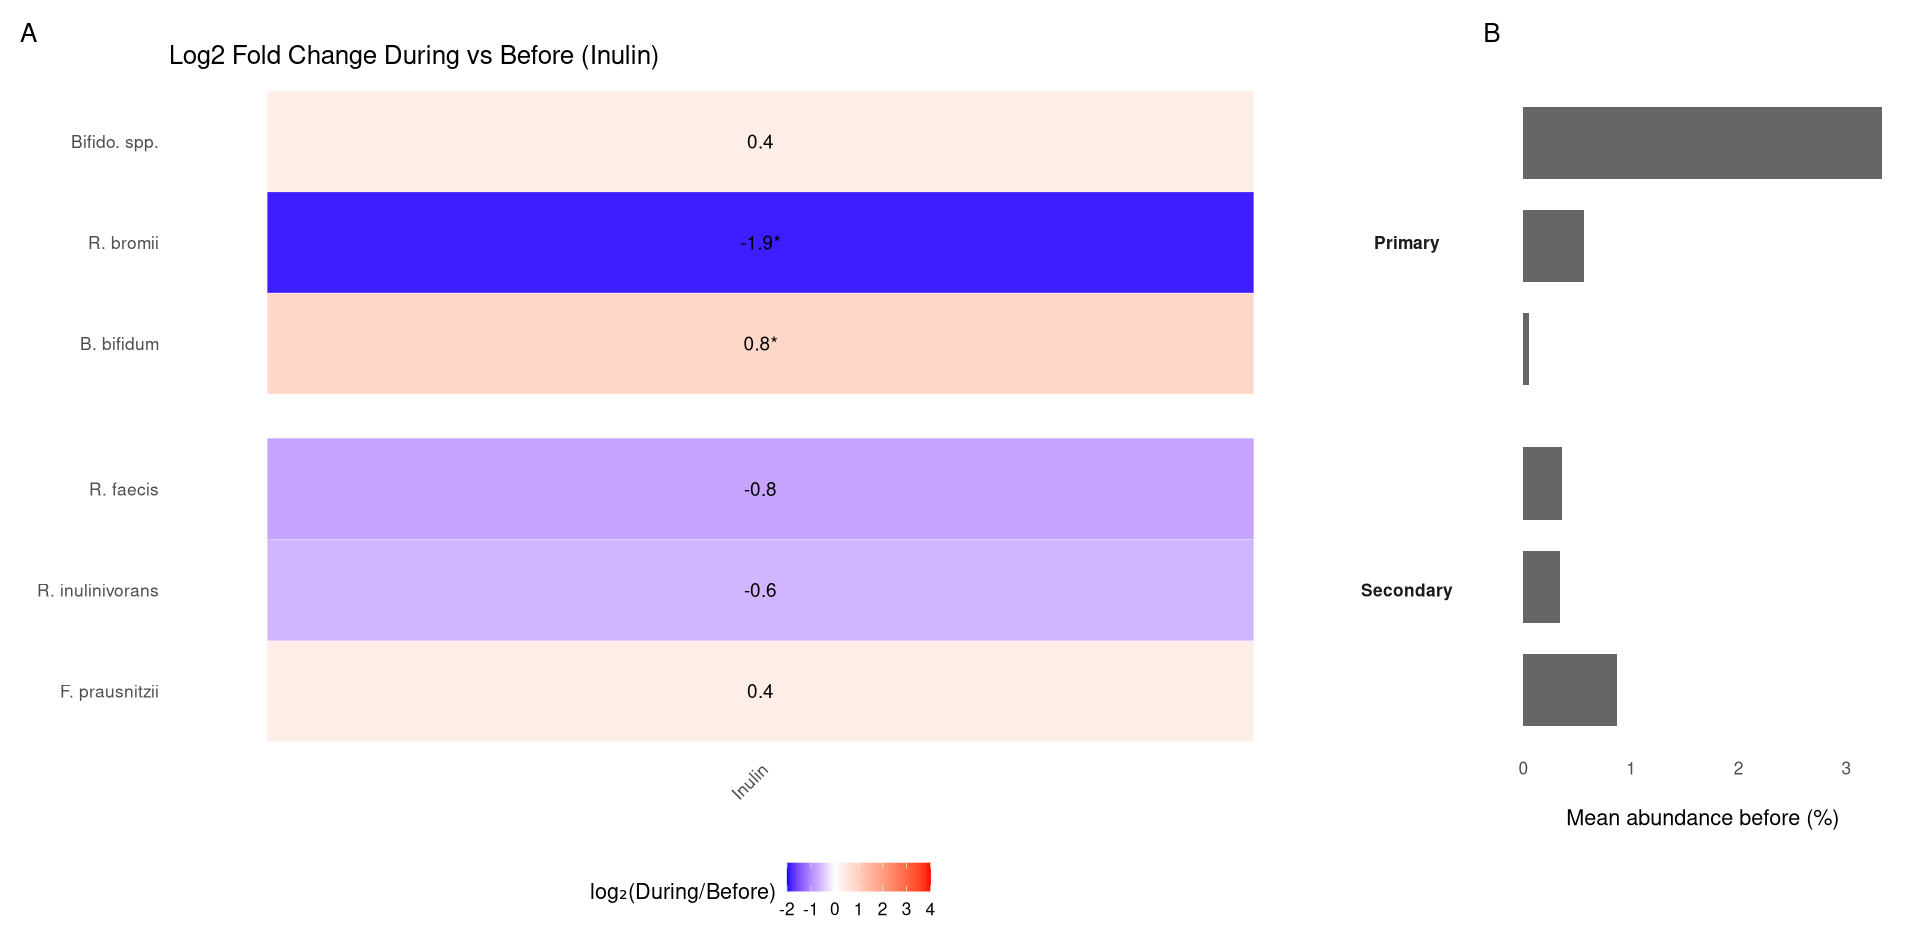 A
Log2 Fold Change During vs Before (Inulin)
Bifido. spp.
0.4
R. bromii
-1.9*
B. bifidum
0.8*
R. faecis
-0.8
R. inulinivorans
-0.6
F. prausnitzii
0.4
Inulin
log₂(During/Before)
-2 -1 0 1 2 3 4
B
Primary
Secondary
0 1 2 3
Mean abundance before (%)